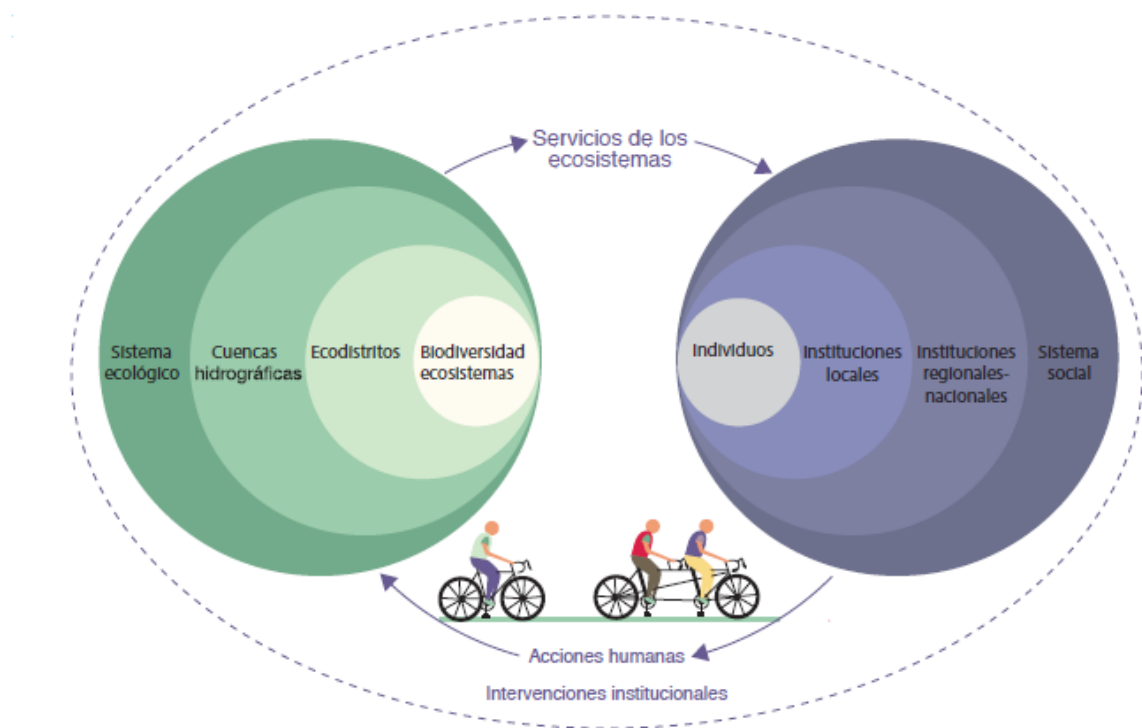 Servicios de los
ecosistemas
Sistema
ecológico
Cuencas
hidrográficas
Ecodistritos
Biodiversidad
ecosistemas
Individuos
Instituciones
locales
Instituciones
regionales-
nacionales
Sistema
social
Acciones humanas
Intervenciones institucionales